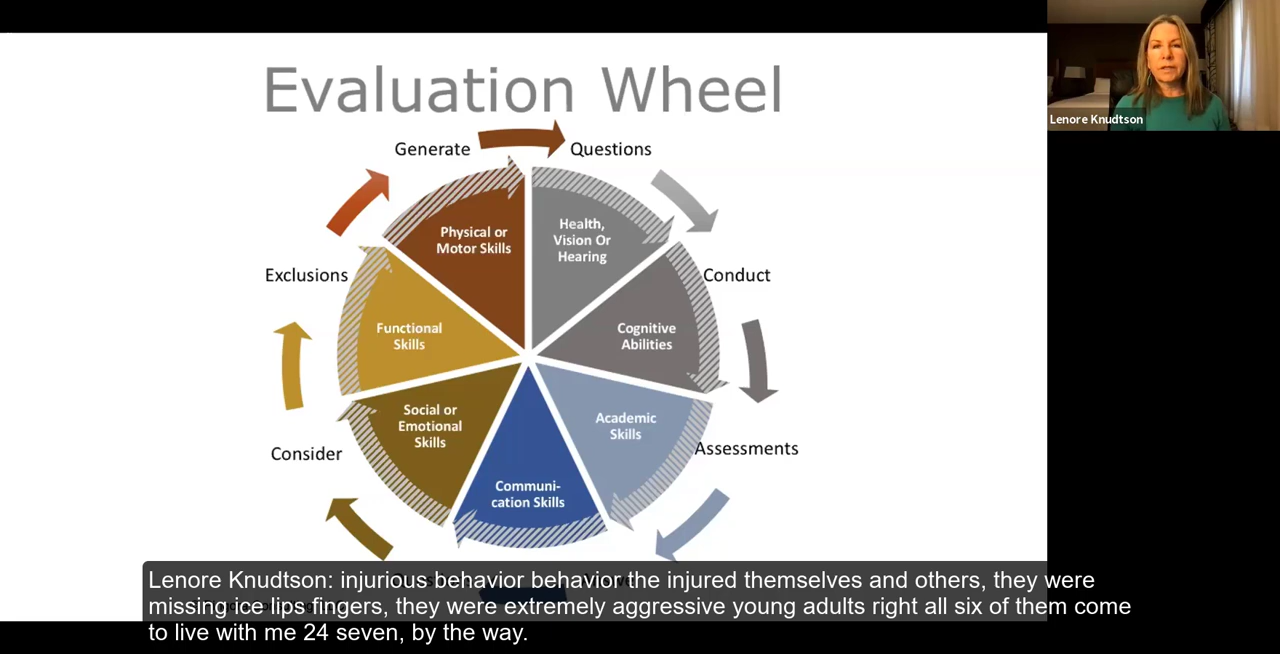 Evaluation Wheel
Lenore Knudtson
Generate
Questions
Physical or
Motor Skills
Health,
Vision Or
Hearing
Exclusions
Conduct
Functional
Skills
Cognitive
Abilities
Social or
Emotional
Skills
Academic
Skills
Consider
Assessments
Communi-
cation Skills
Lenore Knudtson: injurious behavior behavior the injured themselves and others, they were
missing ice lips fingers, they were extremely aggressive young adults right all six of them come
to live with me 24 seven, by the way.